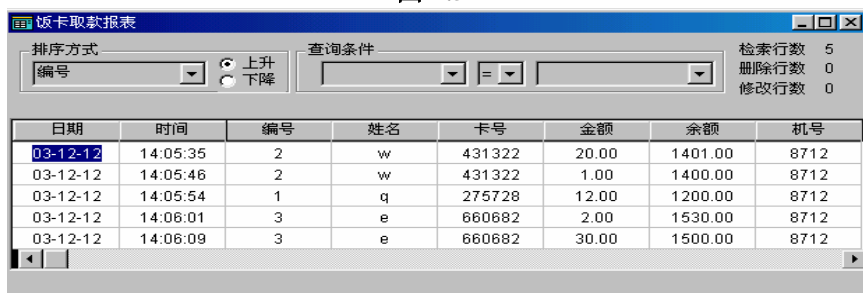 饭卡取款报表
排序方式
编号
上升
下降
查询条件
=
检索行数 5
删除行数 0
修改行数 0
日期 时间 编号 姓名 卡号 金额 余额 机号
03-12-12 14:05:35 2 w 431322 20.00 1401.00 8712
03-12-12 14:05:46 2 w 431322 1.00 1400.00 8712
03-12-12 14:05:54 1 q 275728 12.00 1200.00 8712
03-12-12 14:06:01 3 e 660682 2.00 1530.00 8712
03-12-12 14:06:09 3 e 660682 30.00 1500.00 8712